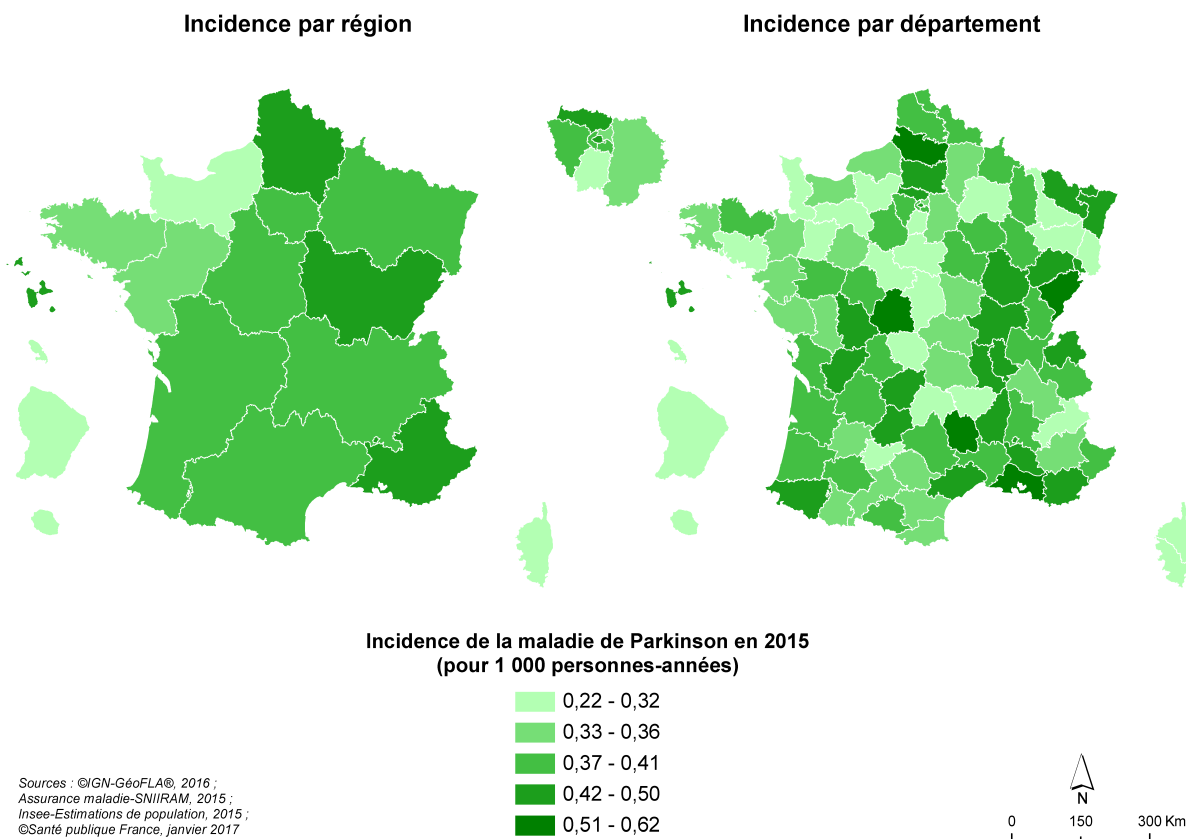 Incidence par région
Incidence par département
Incidence de la maladie de Parkinson en 2015
(pour 1 000 personnes-années)
0,22 - 0,32
0,33 - 0,36
0,37 - 0,41
0,42 - 0,50
0,51 - 0,62
Sources : ©IGN-GéoFLA®, 2016 ;
Assurance maladie-SNIIRAM, 2015 ;
Insee-Estimations de population, 2015 ;
©Santé publique France, janvier 2017
N
0 150 300 Km